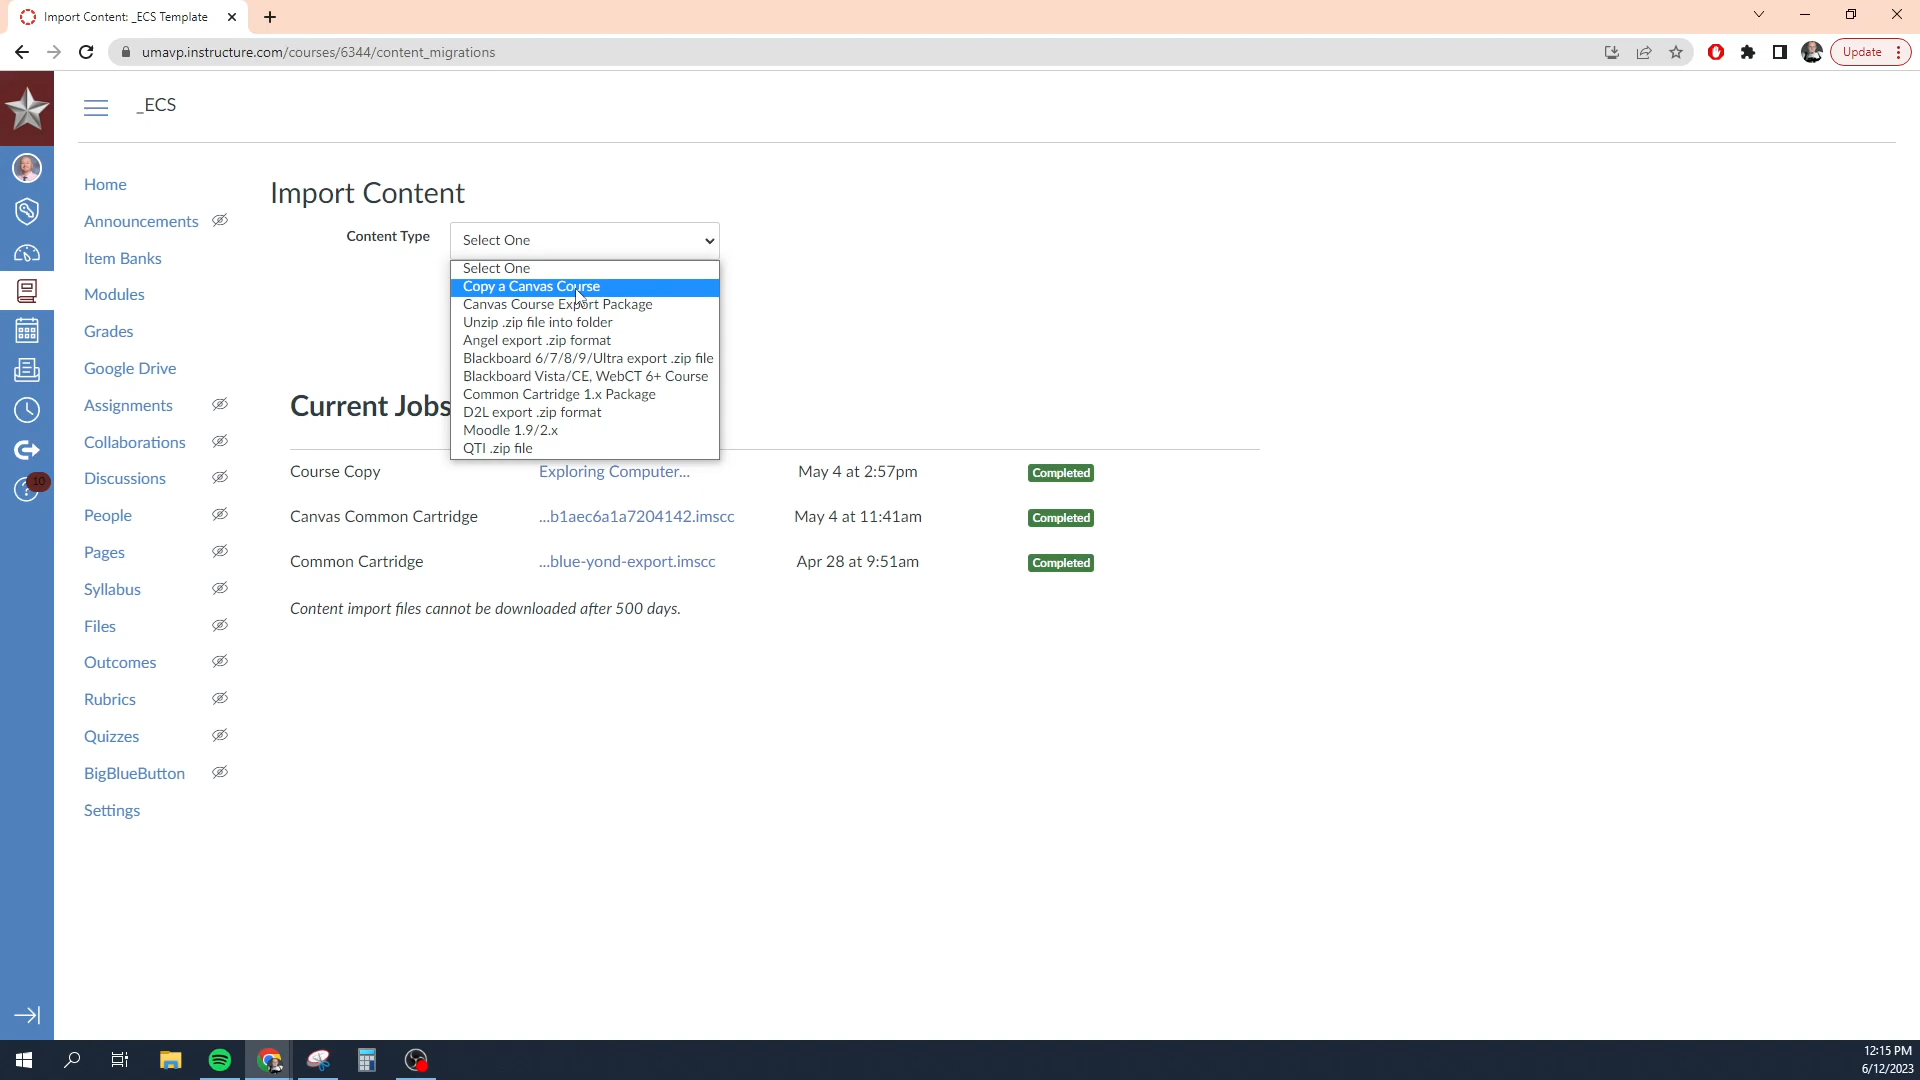 Import Content: _ECS Template
umavp.instructure.com/courses/6344/content_migrations
Update
_ECS
Home
Announcements
Item Banks
Modules
Grades
Google Drive
Assignments
Collaborations
Discussions
People
Pages
Syllabus
Files
Outcomes
Rubrics
Quizzes
BigBlueButton
Settings
10
Import Content
Content Type
Select One
Select One
Copy a Canvas Course
Canvas Course Export Package
Unzip .zip file into folder
Angel export .zip format
Blackboard 6/7/8/9/Ultra export .zip file
Blackboard Vista/CE, WebCT 6+ Course
Common Cartridge 1.x Package
D2L export .zip format
Moodle 1.9/2.x
QTI .zip file
Current Jobs
Course Copy Exploring Computer... May 4 at 2:57pm Completed
Canvas Common Cartridge ...b1aec6a1a7204142.imscc May 4 at 11:41am Completed
Common Cartridge ...blue-yond-export.imscc Apr 28 at 9:51am Completed
Content import files cannot be downloaded after 500 days.
12:15 PM
6/12/2023